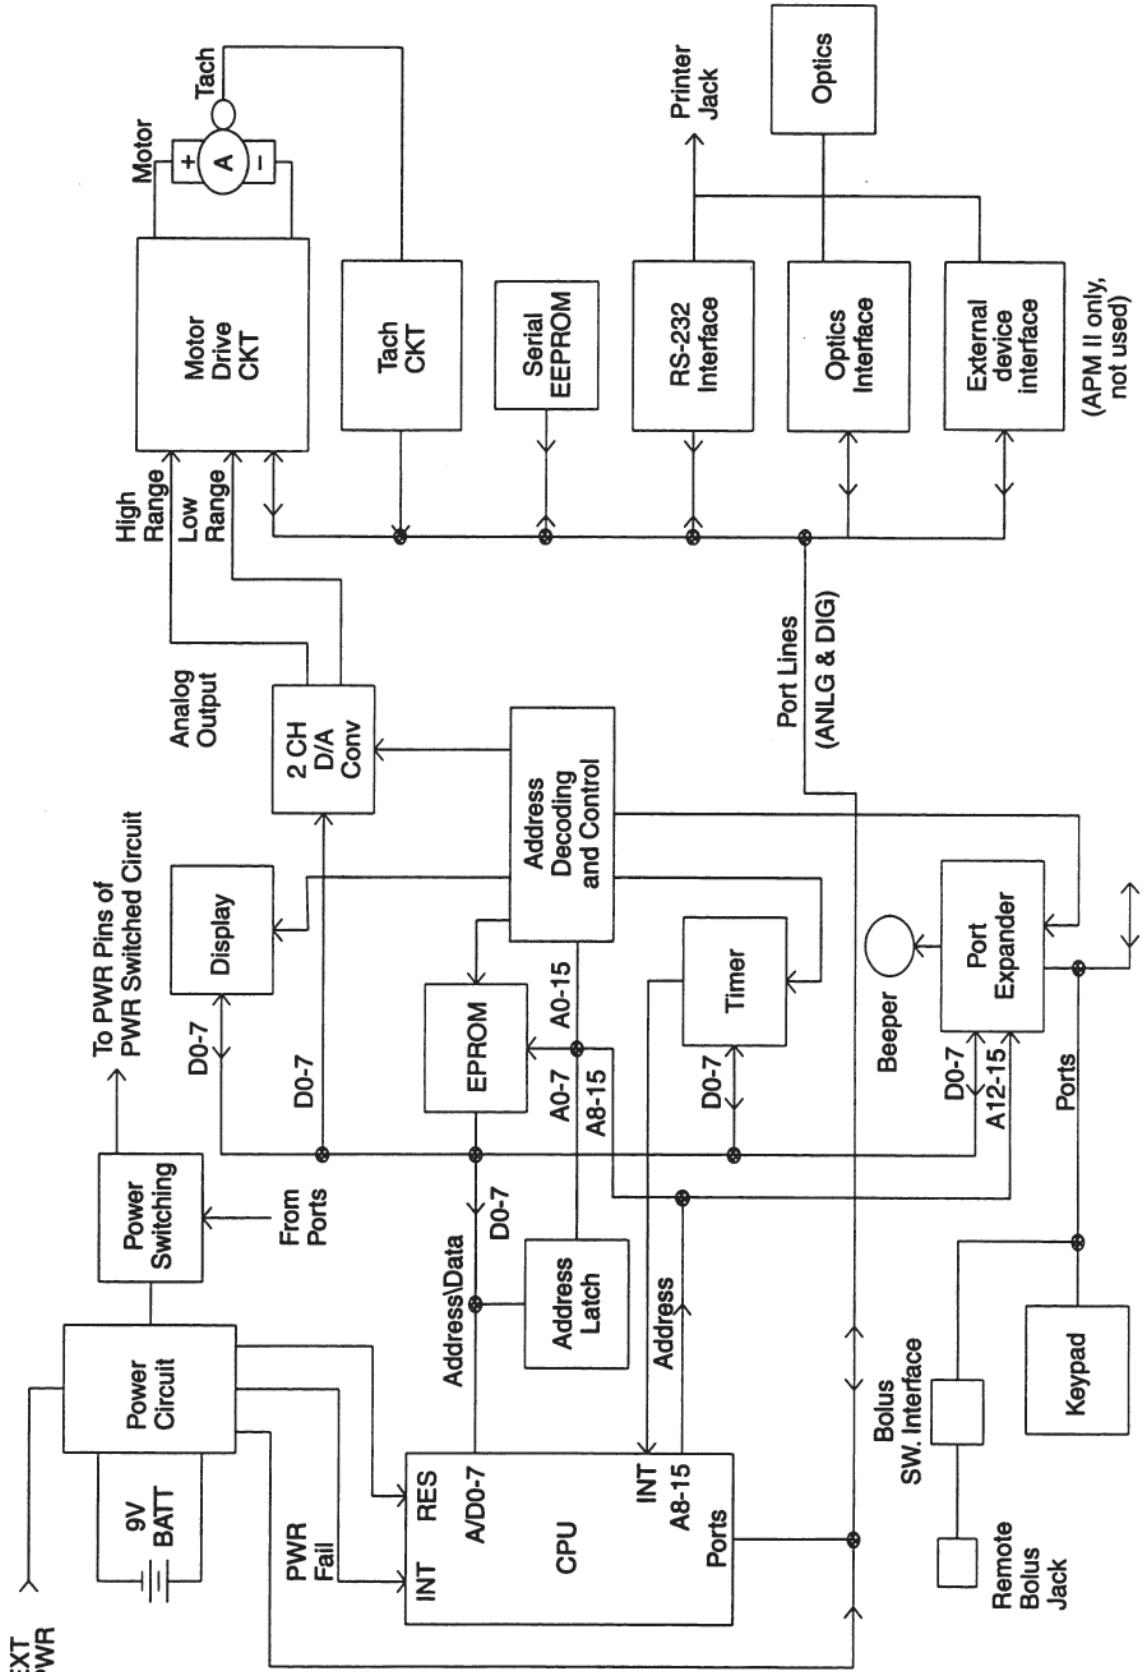 EXT
PWR
9V
BATT
Power
Circuit
Power
Switching
To PWR Pins of
PWR Switched Circuit
From
Ports
PWR
Fail
INT
RES
A/D0-7
CPU
INT
A8-15
Ports
Address\Data
D0-7
Address
Latch
Address
D0-7
Display
D0-7
EPROM
A0-7
A8-15
A0-15
Address
Decoding
and Control
2 CH
D/A
Conv
Analog
Output
High
Range
Low
Range
Motor
Drive
CKT
Motor
+
A
−
Tach
Tach
CKT
Serial
EEPROM
RS-232
Interface
Printer
Jack
Optics
Interface
Optics
External
device
interface
(APM II only,
not used)
Port Lines
(ANLG & DIG)
Timer
D0-7
Beeper
Port
Expander
D0-7
A12-15
Ports
Bolus
SW. Interface
Remote
Bolus
Jack
Keypad